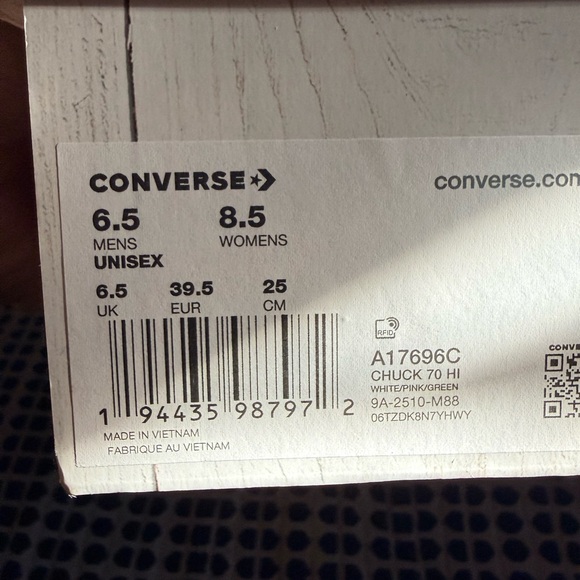 CONVERSE
converse.com
6.5 8.5
MENS WOMENS
UNISEX
6.5 39.5 25
UK EUR CM
RFID
A17696C
CHUCK 70 HI
WHITE/PINK/GREEN
9A-2510-M88
06TZDK8N7YHWY
1 94435 98797 2
MADE IN VIETNAM
FABRIQUE AU VIETNAM
CONVE